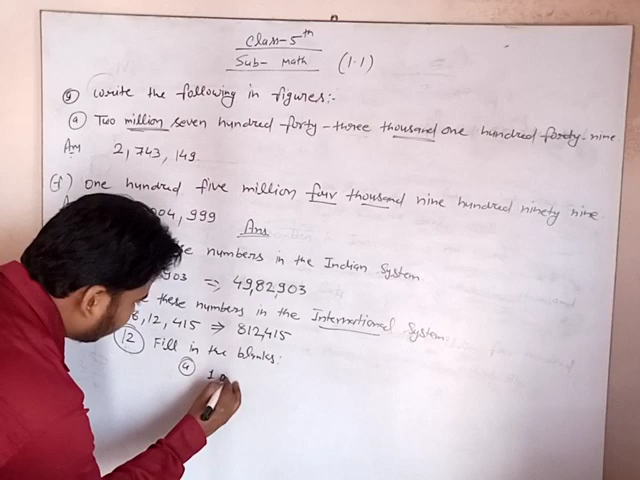 Class-5th
Sub- Math (1.1)
write the following in figures:-
(a) Two million seven hundred forty-three thousand one hundred forty-nine.
Ans 2,743,149.
(f) one hundred five million four thousand nine hundred ninety nine
004, 999
Ans
numbers in the Indian System
903 => 49,82,903
these numbers in the International System.
8,12,415 => 812,415
(12) Fill in the blanks:
(a) 1